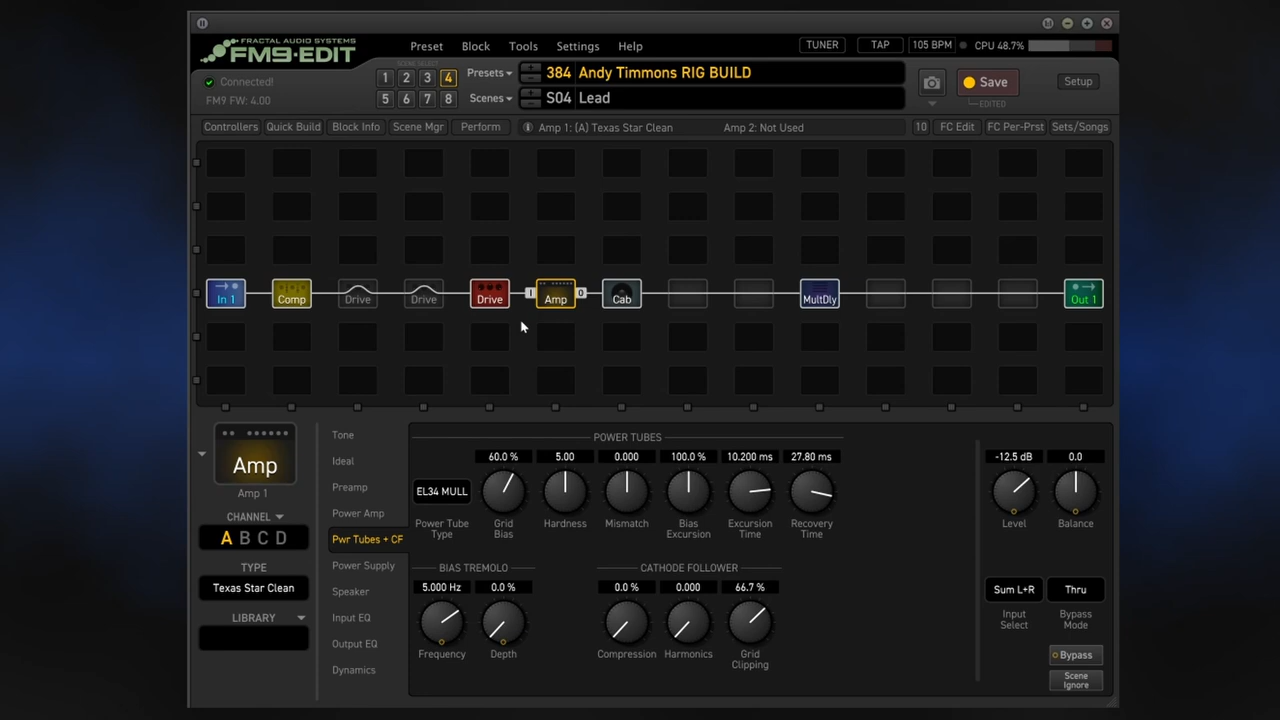 FRACTAL AUDIO SYSTEMS
FM9-EDIT
Preset Block Tools Settings Help
TUNER TAP 105 BPM CPU 48.7%
Connected!
FM9 FW: 4.00
SCENE SELECT
1 2 3 4
5 6 7 8
Presets 384 Andy Timmons RIG BUILD
Scenes S04 Lead
Save
EDITED
Setup
Controllers Quick Build Block Info Scene Mgr Perform Amp 1: (A) Texas Star Clean Amp 2: Not Used 10 FC Edit FC Per-Prst Sets/Songs
In 1 Comp Drive Drive Drive I Amp O Cab MultDly Out 1
Amp
Amp 1
CHANNEL
A B C D
TYPE
Texas Star Clean
LIBRARY
Tone
Ideal
Preamp
Power Amp
Pwr Tubes + CF
Power Supply
Speaker
Input EQ
Output EQ
Dynamics
POWER TUBES
60.0 % 5.00 0.000 100.0 % 10.200 ms 27.80 ms
EL34 MULL
Power Tube Type
Grid Bias
Hardness
Mismatch
Bias Excursion
Excursion Time
Recovery Time
BIAS TREMOLO
5.000 Hz 0.0 %
Frequency Depth
CATHODE FOLLOWER
0.0 % 0.000 66.7 %
Compression Harmonics Grid Clipping
-12.5 dB 0.0
Level Balance
Sum L+R Thru
Input Select
Bypass Mode
Bypass
Scene Ignore